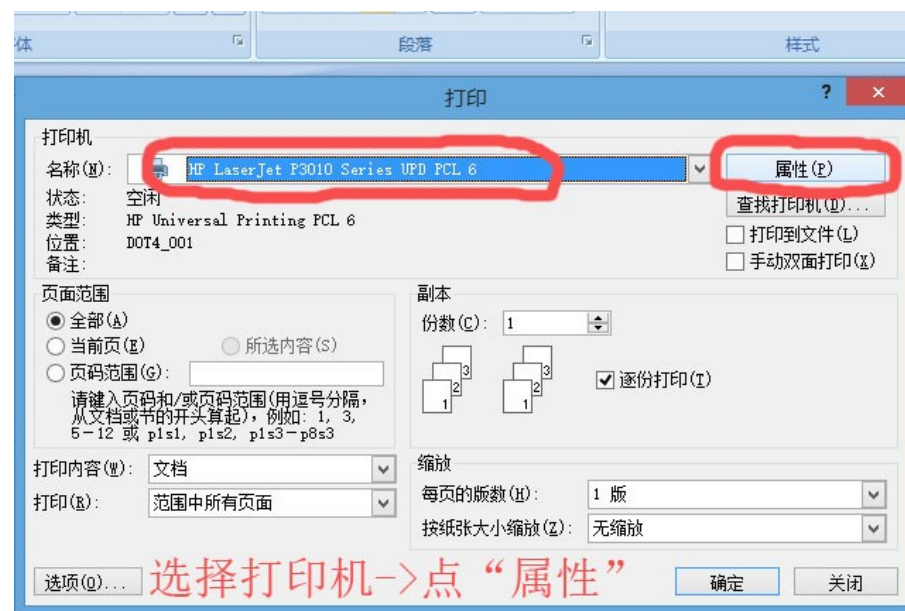 体 段落 样式
打印 ?
打印机
名称(N): HP LaserJet P3010 Series UPD PCL 6 属性(P)
状态: 空闲 查找打印机(D)...
类型: HP Universal Printing PCL 6
位置: DOT4_001 打印到文件(L)
备注: 手动双面打印(X)
页面范围
全部(A)
当前页(E) 所选内容(S)
页码范围(G):
请键入页码和/或页码范围(用逗号分隔,
从文档或节的开头算起), 例如: 1, 3,
5-12 或 p1s1, p1s2, p1s3-p8s3
副本
份数(C): 1
3 3
2 2
1 1
逐份打印(T)
打印内容(W): 文档
打印(R): 范围中所有页面
缩放
每页的版数(H): 1 版
按纸张大小缩放(Z): 无缩放
选项(O)... 选择打印机->点“属性” 确定 关闭